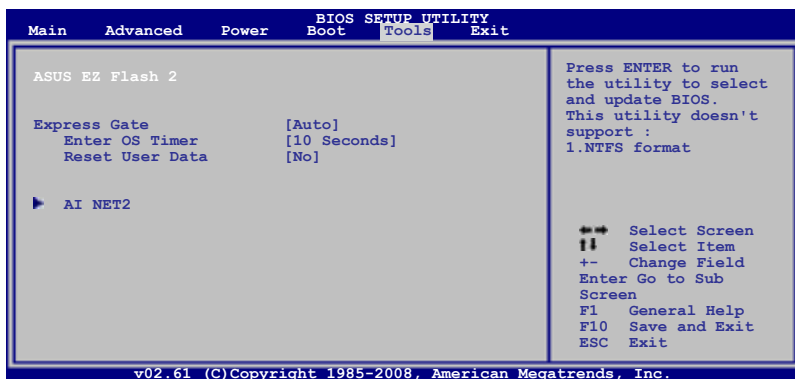 BIOS SETUP UTILITY
Main Advanced Power Boot Tools Exit
ASUS EZ Flash 2
Express Gate [Auto]
Enter OS Timer [10 Seconds]
Reset User Data [No]
AI NET2
Press ENTER to run
the utility to select
and update BIOS.
This utility doesn't
support :
1.NTFS format
Select Screen
Select Item
+- Change Field
Enter Go to Sub
Screen
F1 General Help
F10 Save and Exit
ESC Exit
v02.61 (C)Copyright 1985-2008, American Megatrends, Inc.